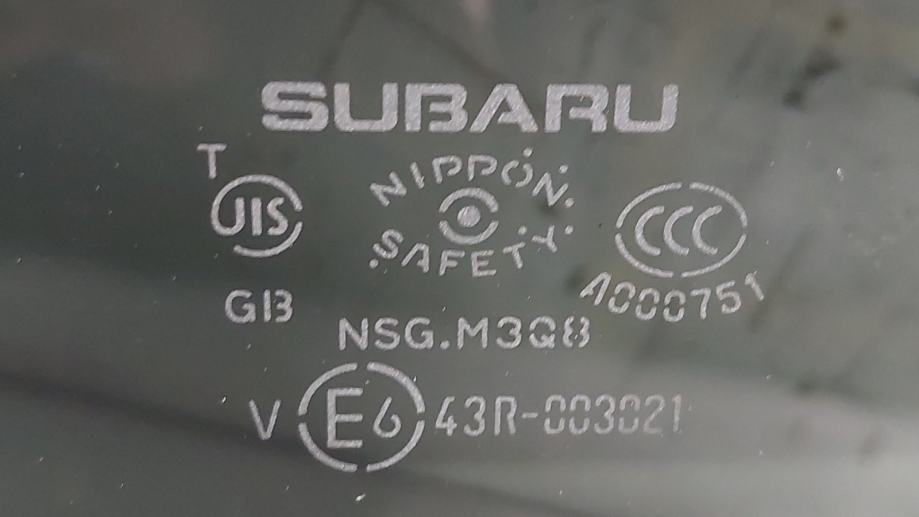 SUBARU
T
JIS
NIPPON
SAFETY
CCC
A000751
GB
NSG.M3Q8
V E6 43R-003021